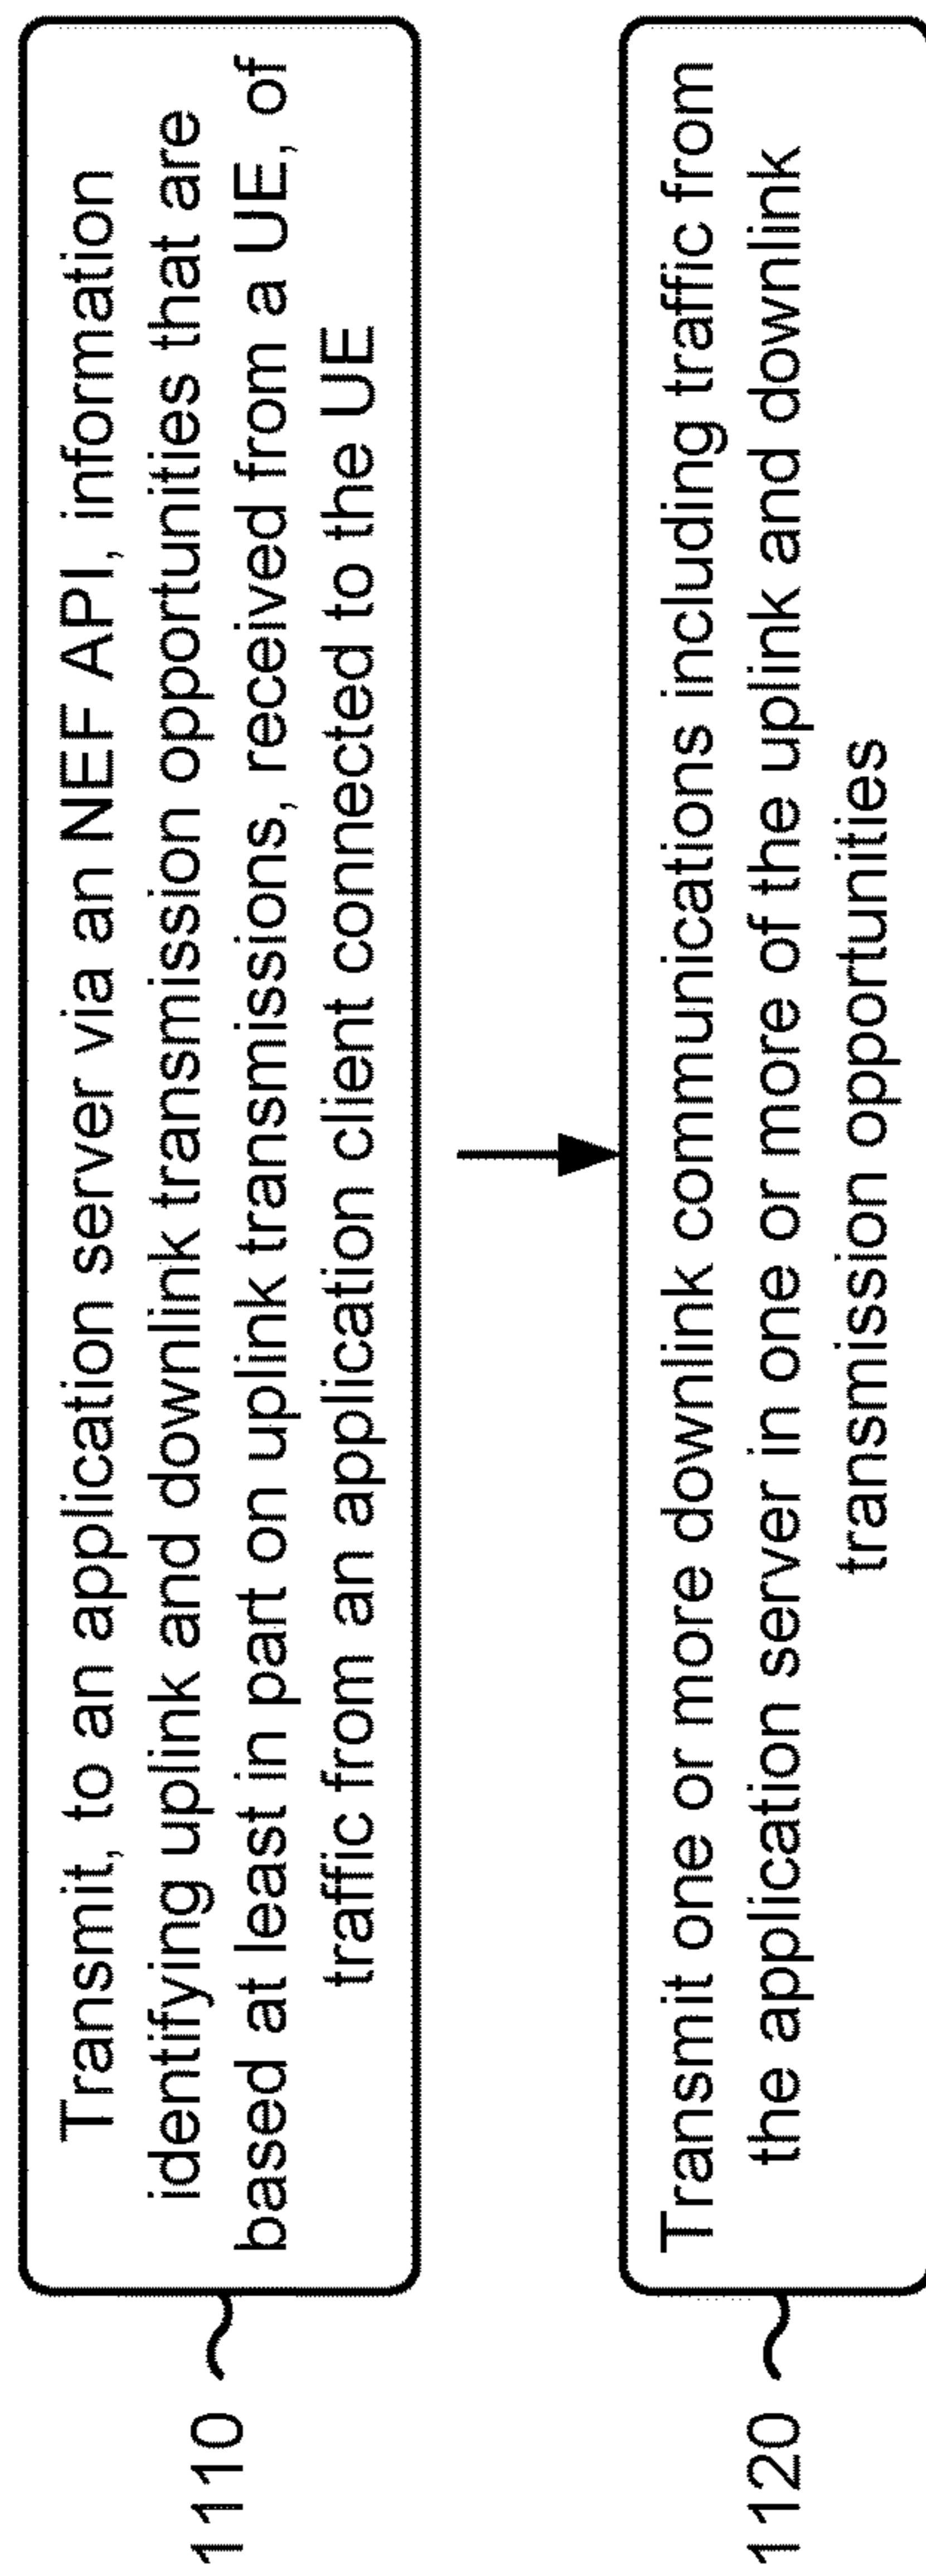 1110
Transmit, to an application server via an NEF API, information
identifying uplink and downlink transmission opportunities that are
based at least in part on uplink transmissions, received from a UE, of
traffic from an application client connected to the UE
1120
Transmit one or more downlink communications including traffic from
the application server in one or more of the uplink and downlink
transmission opportunities